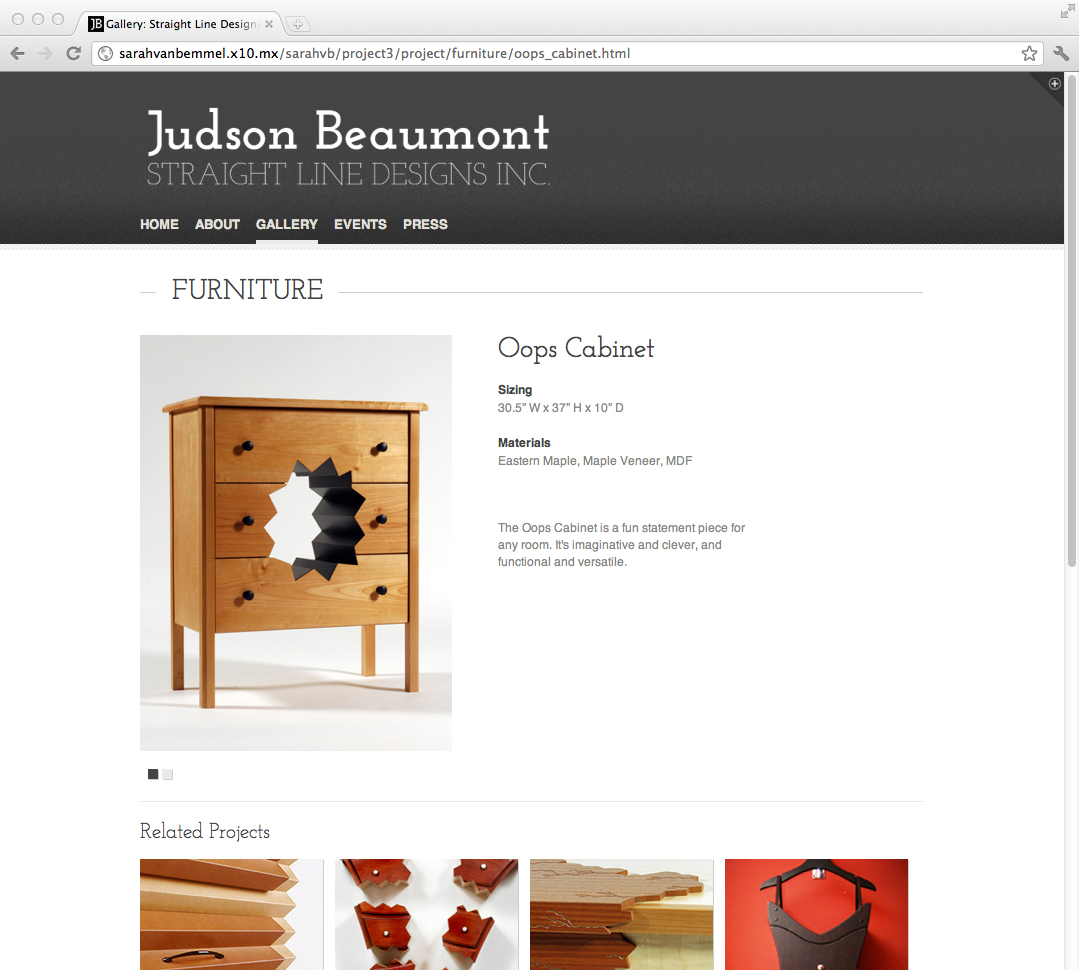 JB Gallery: Straight Line Design
sarahvanbemmel.x10.mx/sarahvb/project3/project/furniture/oops_cabinet.html
Judson Beaumont
STRAIGHT LINE DESIGNS INC.
HOME ABOUT GALLERY EVENTS PRESS
FURNITURE
Oops Cabinet
Sizing
30.5" W x 37" H x 10" D
Materials
Eastern Maple, Maple Veneer, MDF
The Oops Cabinet is a fun statement piece for
any room. It's imaginative and clever, and
functional and versatile.
Related Projects